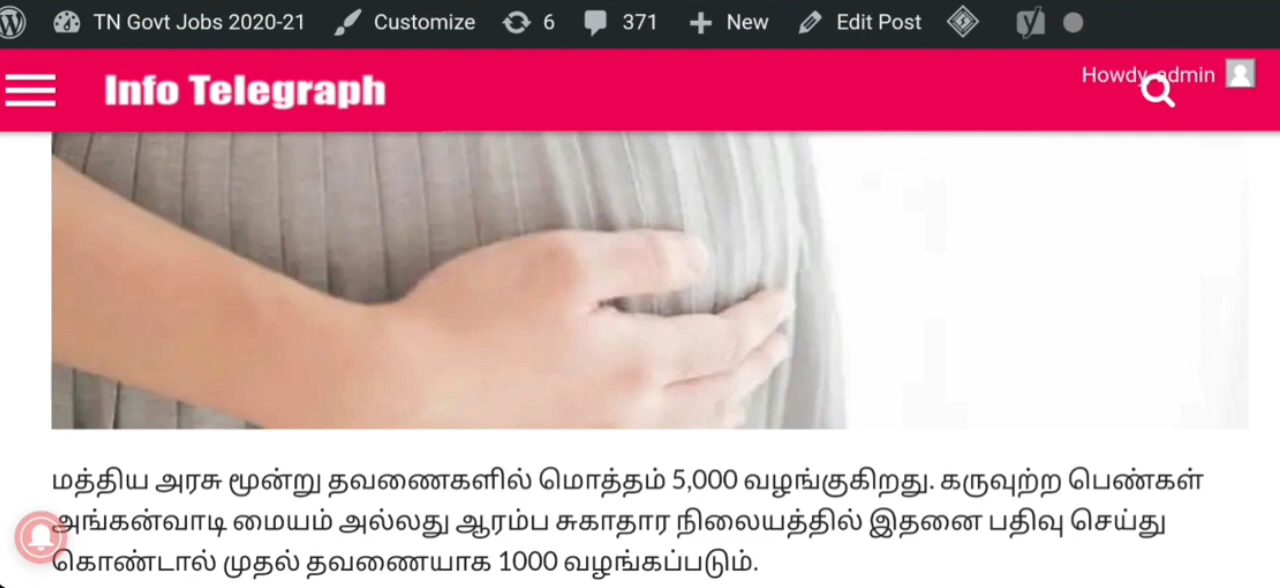 TN Govt Jobs 2020-21 Customize 6 371 New Edit Post
Howdy, admin
Info Telegraph
மத்திய அரசு மூன்று தவணைகளில் மொத்தம் 5,000 வழங்குகிறது. கருவுற்ற பெண்கள்
அங்கன்வாடி மையம் அல்லது ஆரம்ப சுகாதார நிலையத்தில் இதனை பதிவு செய்து
கொண்டால் முதல் தவணையாக 1000 வழங்கப்படும்.